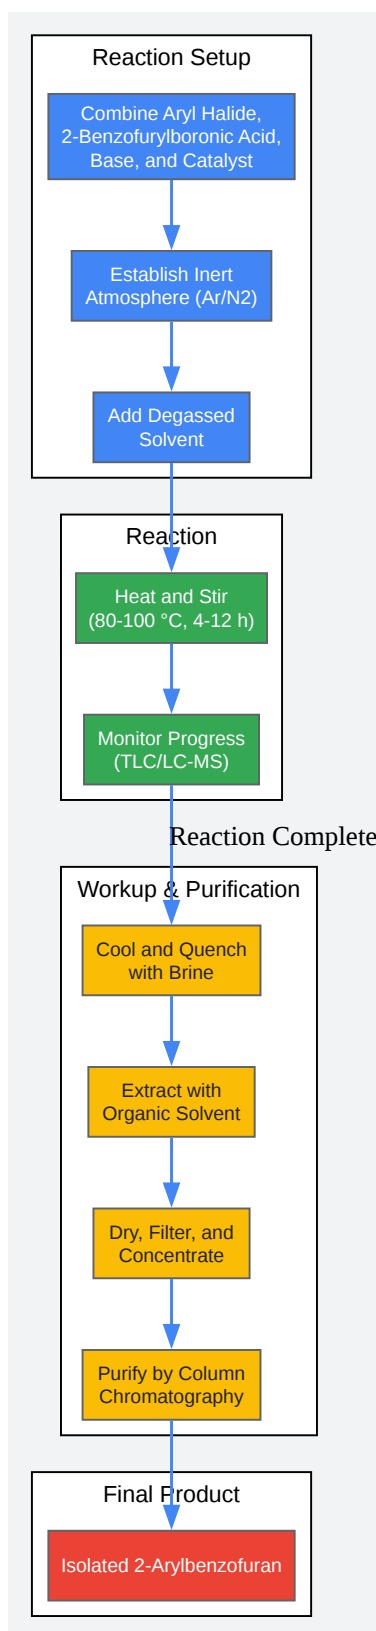 Reaction Setup
Combine Aryl Halide,
2-Benzofurylboronic Acid,
Base, and Catalyst
Establish Inert
Atmosphere (Ar/N2)
Add Degassed
Solvent
Reaction
Heat and Stir
(80-100 °C, 4-12 h)
Monitor Progress
(TLC/LC-MS)
Reaction Complete
Workup & Purification
Cool and Quench
with Brine
Extract with
Organic Solvent
Dry, Filter, and
Concentrate
Purify by Column
Chromatography
Final Product
Isolated 2-Arylbenzofuran